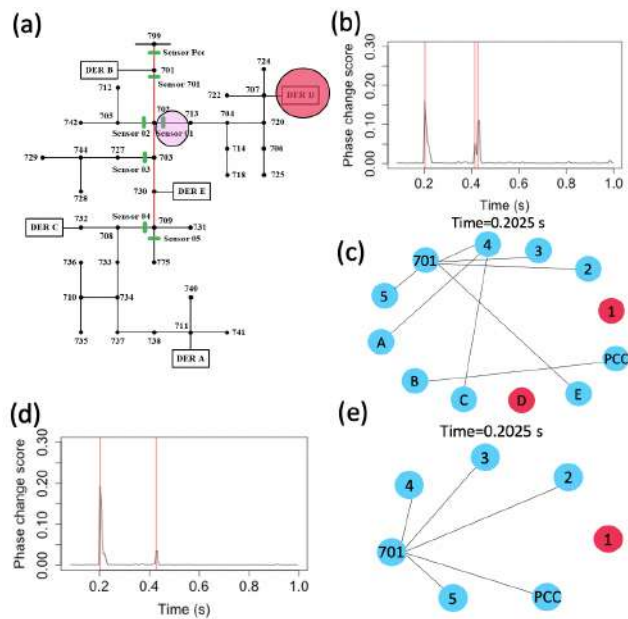 (a)
799
Sensor Pcc
DER B
701
Sensor 701
724
712
722
707
DER D
702
713
704
720
742
705
Sensor 02
Sensor 01
714
706
729
744
727
703
718
725
Sensor 03
728
730
DER E
DER C
732
Sensor 04
709
731
708
Sensor 05
736
733
775
740
710
734
711
735
737
738
741
DER A
(b)
Phase change score
0.30
0.20
0.10
0.00
0.2 0.4 0.6 0.8 1.0
Time (s)
Time=0.2025 s
(c)
4
3
701
2
5
1
A
PCC
B
E
C
D
(d)
Phase change score
0.30
0.20
0.10
0.00
0.2 0.4 0.6 0.8 1.0
Time (s)
Time=0.2025 s
(e)
3
2
4
1
701
5
PCC